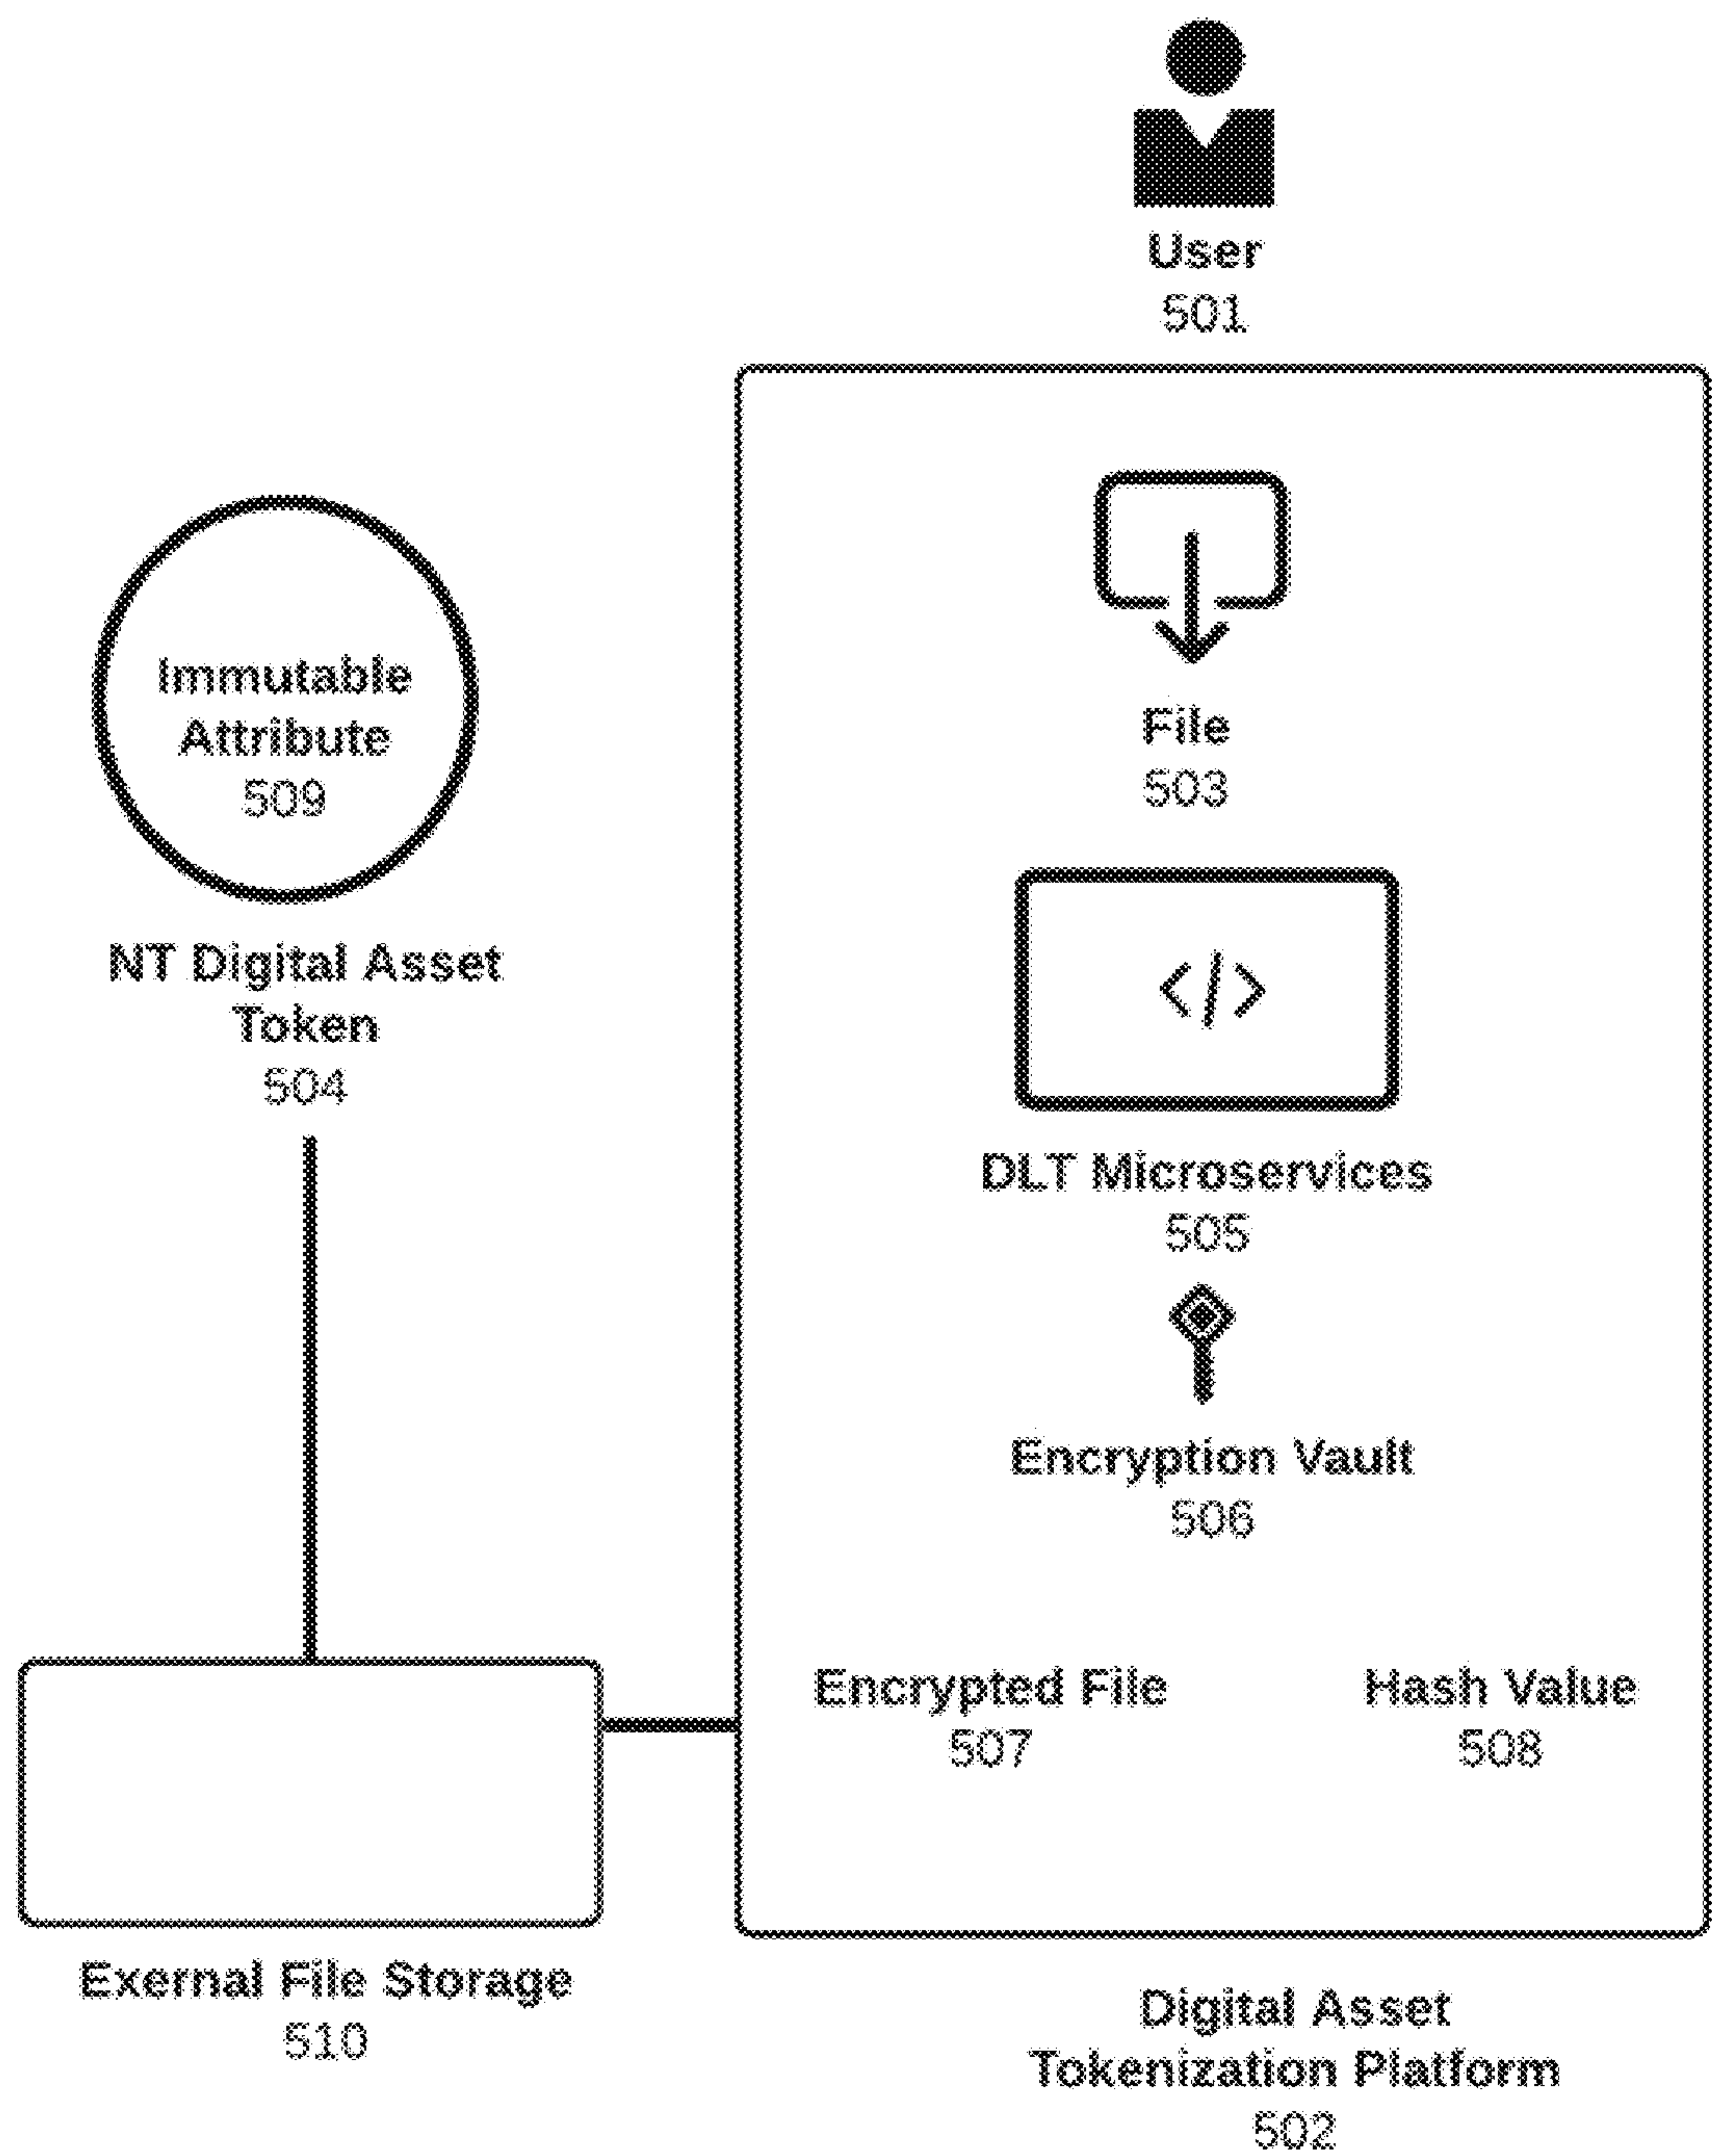 User
501
Immutable
Attribute
509
NT Digital Asset
Token
504
File
503
</>
DLT Microservices
505
Encryption Vault
506
Encrypted File
507
Hash Value
508
Exernal File Storage
510
Digital Asset
Tokenization Platform
502